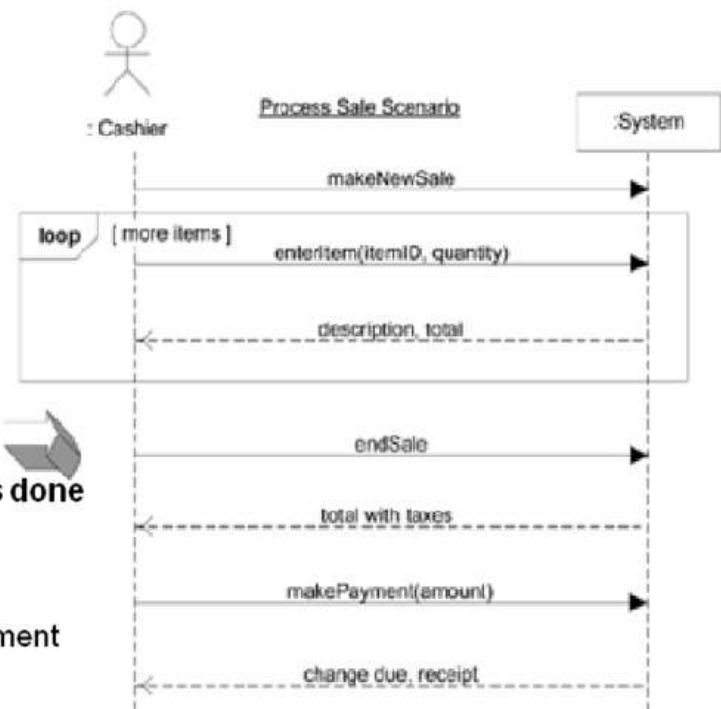 Process Sale Scenario
: Cashier
:System
makeNewSale
loop
[ more items ]
enterItem(itemID, quantity)
description, total
endSale
s done
total with taxes
makePayment(amount)
ment
change due, receipt